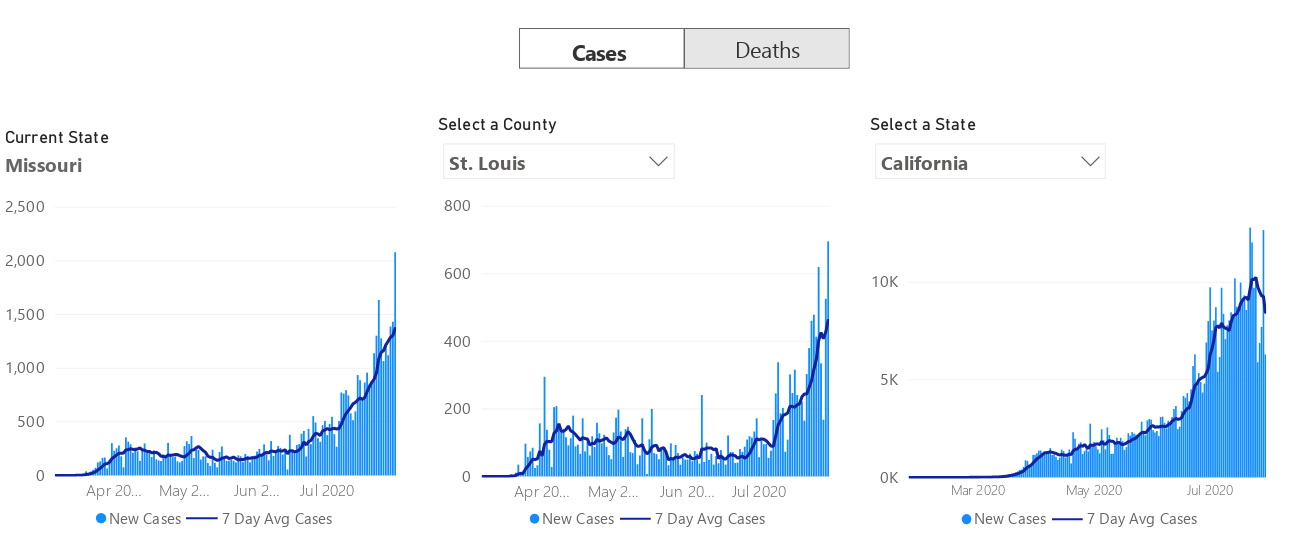 Cases
Deaths
Current State
Missouri
2,500
2,000
1,500
1,000
500
0
Apr 20... May 2... Jun 2... Jul 2020
New Cases 7 Day Avg Cases
Select a County
St. Louis
800
600
400
200
0
Apr 20... May 2... Jun 20... Jul 2020
New Cases 7 Day Avg Cases
Select a State
California
10K
5K
0K
Mar 2020 May 2020 Jul 2020
New Cases 7 Day Avg Cases